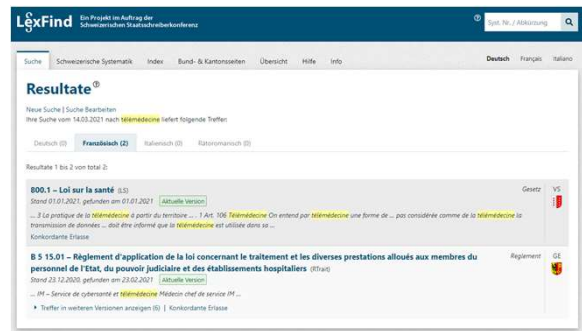 LexFind
Ein Projekt im Auftrag der
Schweizerischen Staatsschreiberkonferenz
Syst. Nr. / Abkürzung
Suche Schweizerische Systematik Index Bund- & Kantonsseiten Übersicht Hilfe Info Deutsch Français Italiano
Resultate
Neue Suche | Suche Bearbeiten
Ihre Suche vom 14.03.2021 nach télémédecine liefert folgende Treffen
Deutsch (0) Französisch (2) Italienisch (0) Rätoromanisch (0)
Resultate 1 bis 2 von total 2:
800.1 – Loi sur la santé (LS) Gesetz VS
Stand 01.01.2021, gefunden am 01.01.2021 Aktuelle Version
... 3 La pratique de la télémédecine à partir du territoire ... . 1 Art. 106 Télémédecine On entend par télémédecine une forme de ... pas considérée comme de la télémédecine la
transmission de données ... doit être informé que la télémédecine est utilisée dans sa ...
Konkordante Erlasse
B 5 15.01 – Règlement d'application de la loi concernant le traitement et les diverses prestations alloués aux membres du Reglement GE
personnel de l'Etat, du pouvoir judiciaire et des établissements hospitaliers (RTrait)
Stand 23.12.2020, gefunden am 23.02.2021 Aktuelle Version
... IM – Service de cybersanté et télémédecine Médecin chef de service IM ...
Treffer in weiteren Versionen anzeigen (6) | Konkordante Erlasse